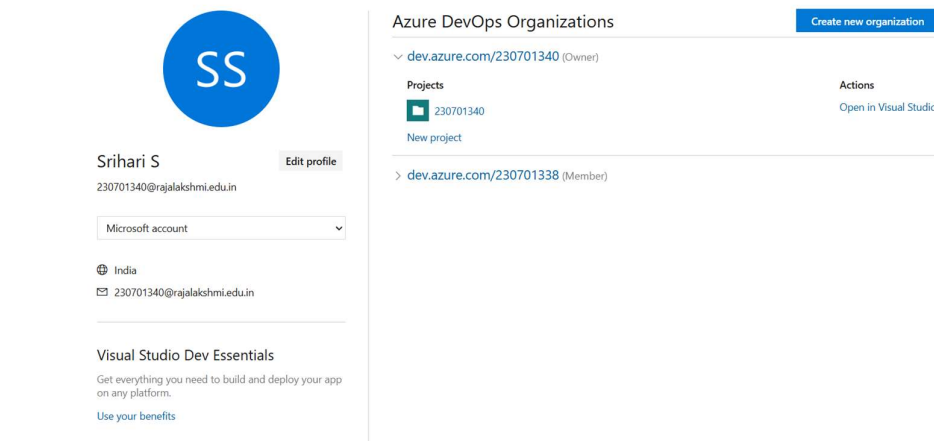 SS
Srihari S
Edit profile
230701340@rajalakshmi.edu.in
Microsoft account
India
230701340@rajalakshmi.edu.in
Visual Studio Dev Essentials
Get everything you need to build and deploy your app
on any platform.
Use your benefits
Azure DevOps Organizations
Create new organization
dev.azure.com/230701340 (Owner)
Projects
Actions
230701340
Open in Visual Studio
New project
dev.azure.com/230701338 (Member)